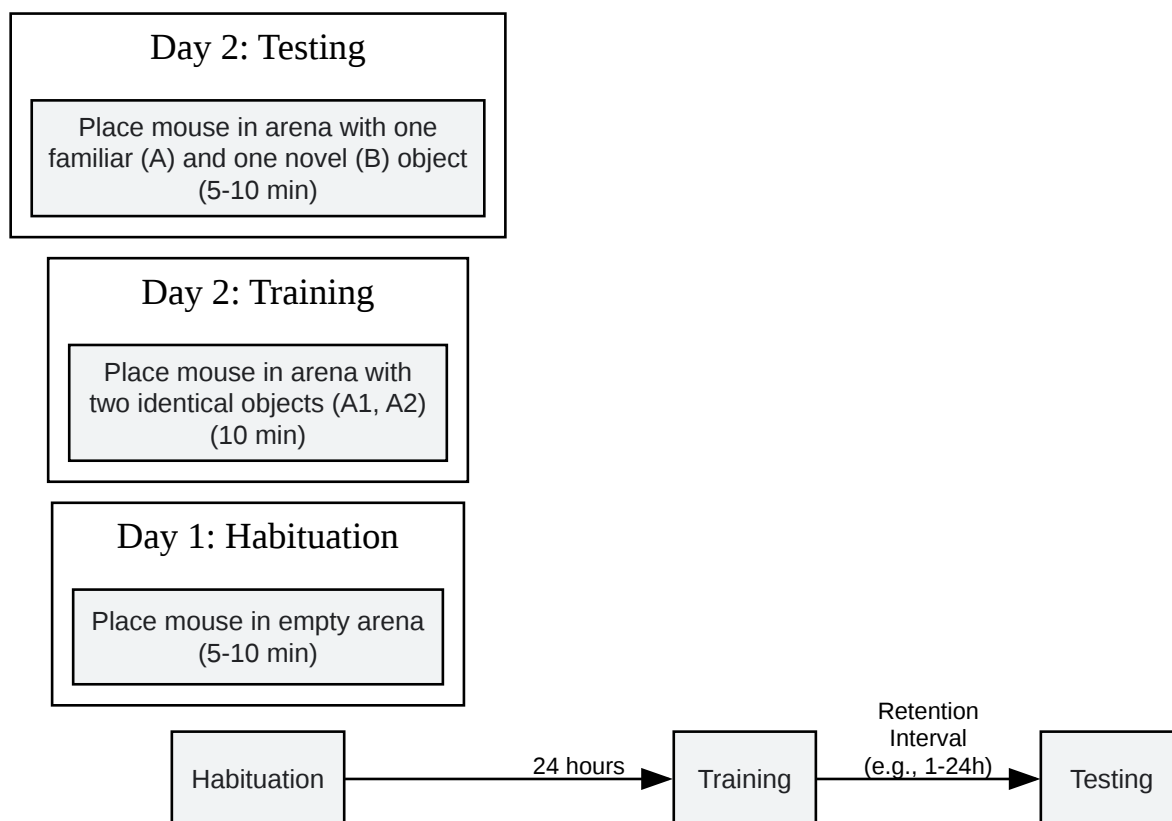 Day 2: Testing
Place mouse in arena with one
familiar (A) and one novel (B) object
(5-10 min)
Day 2: Training
Place mouse in arena with
two identical objects (A1, A2)
(10 min)
Day 1: Habituation
Place mouse in empty arena
(5-10 min)
Habituation
24 hours
Training
Retention
Interval
(e.g., 1-24h)
Testing